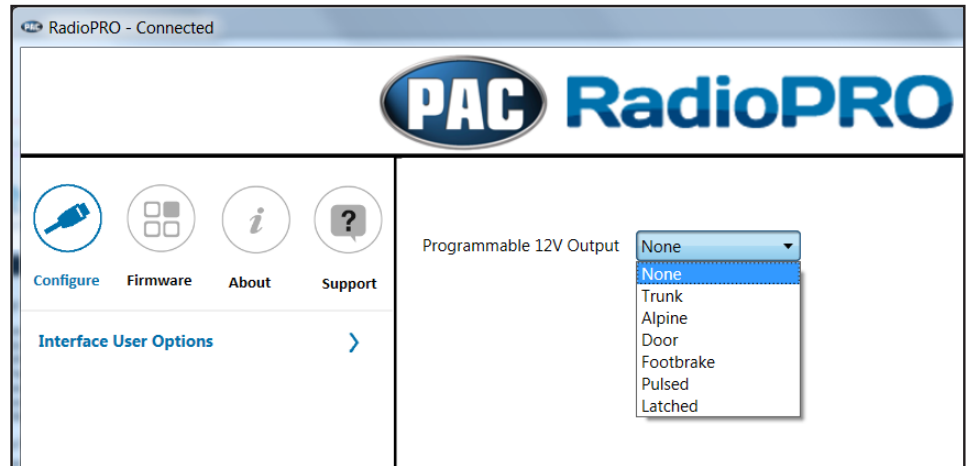 PAC RadioPRO - Connected
PAC RadioPRO
Configure Firmware About Support
Interface User Options
Programmable 12V Output None
None
Trunk
Alpine
Door
Footbrake
Pulsed
Latched